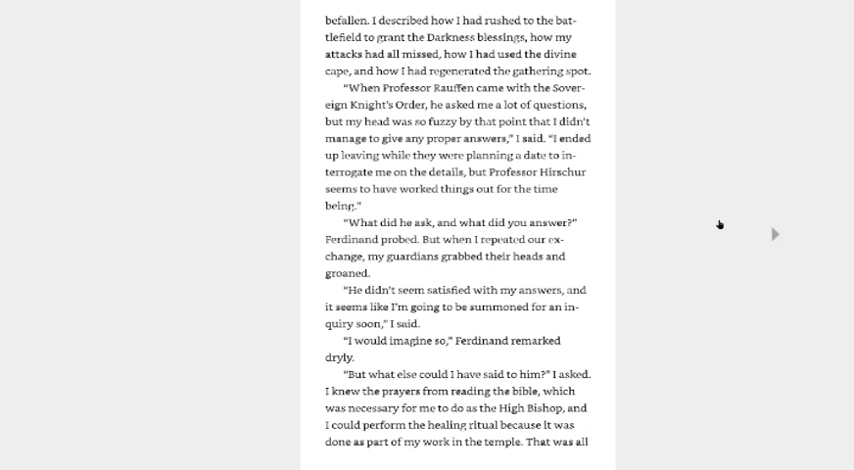 befallen. I described how I had rushed to the bat-
tlefield to grant the Darkness blessings, how my
attacks had all missed, how I had used the divine
cape, and how I had regenerated the gathering spot.
“When Professor Rauffen came with the Sover-
eign Knight’s Order, he asked me a lot of questions,
but my head was so fuzzy by that point that I didn’t
manage to give any proper answers,” I said. “I ended
up leaving while they were planning a date to in-
terrogate me on the details, but Professor Hirschur
seems to have worked things out for the time
being.”
“What did he ask, and what did you answer?”
Ferdinand probed. But when I repeated our ex-
change, my guardians grabbed their heads and
groaned.
“He didn’t seem satisfied with my answers, and
it seems like I’m going to be summoned for an in-
quiry soon,” I said.
“I would imagine so,” Ferdinand remarked
dryly.
“But what else could I have said to him?” I asked.
I knew the prayers from reading the bible, which
was necessary for me to do as the High Bishop, and
I could perform the healing ritual because it was
done as part of my work in the temple. That was all